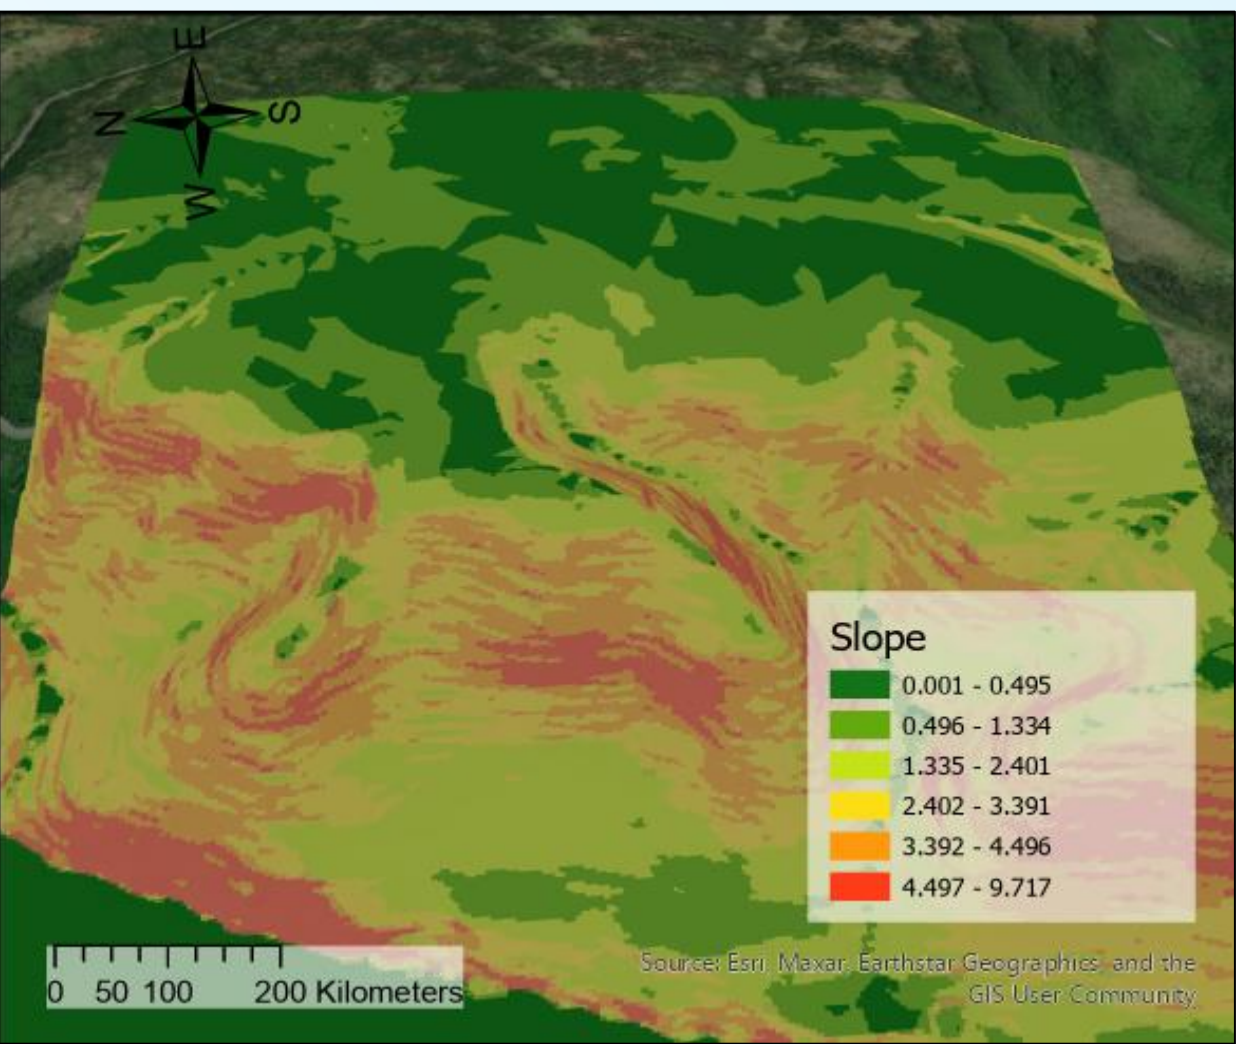 E
N S
W
Slope
0.001 - 0.495
0.496 - 1.334
1.335 - 2.401
2.402 - 3.391
3.392 - 4.496
4.497 - 9.717
0 50 100 200 Kilometers
Source: Esri, Maxar, Earthstar Geographics, and the
GIS User Community